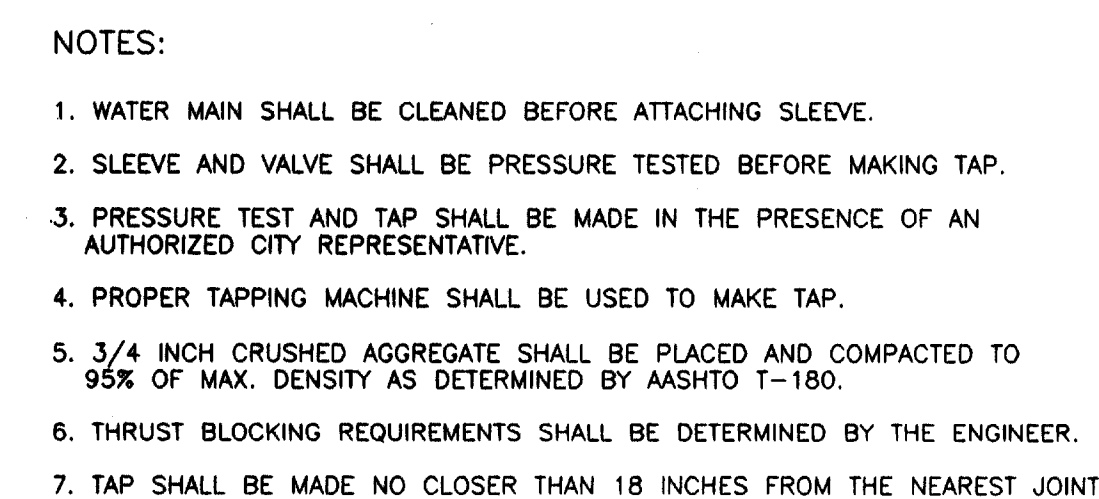 NOTES:
1. WATER MAIN SHALL BE CLEANED BEFORE ATTACHING SLEEVE.
2. SLEEVE AND VALVE SHALL BE PRESSURE TESTED BEFORE MAKING TAP.
3. PRESSURE TEST AND TAP SHALL BE MADE IN THE PRESENCE OF AN
AUTHORIZED CITY REPRESENTATIVE.
4. PROPER TAPPING MACHINE SHALL BE USED TO MAKE TAP.
5. 3/4 INCH CRUSHED AGGREGATE SHALL BE PLACED AND COMPACTED TO
95% OF MAX. DENSITY AS DETERMINED BY AASHTO T-180.
6. THRUST BLOCKING REQUIREMENTS SHALL BE DETERMINED BY THE ENGINEER.
7. TAP SHALL BE MADE NO CLOSER THAN 18 INCHES FROM THE NEAREST JOINT